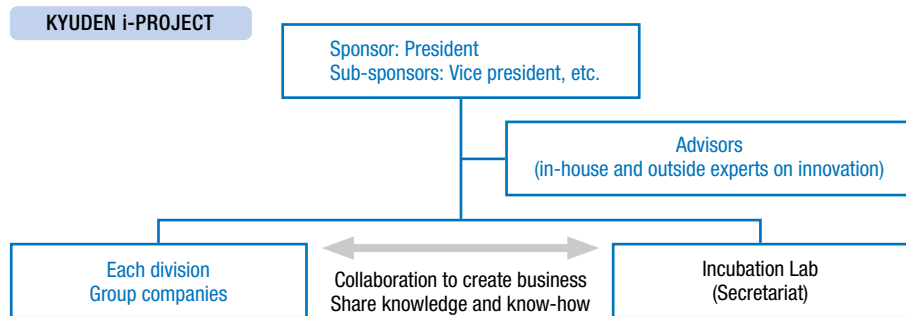 KYUDEN i-PROJECT
Sponsor: President
Sub-sponsors: Vice president, etc.
Advisors
(in-house and outside experts on innovation)
Each division
Group companies
Collaboration to create business
Share knowledge and know-how
Incubation Lab
(Secretariat)